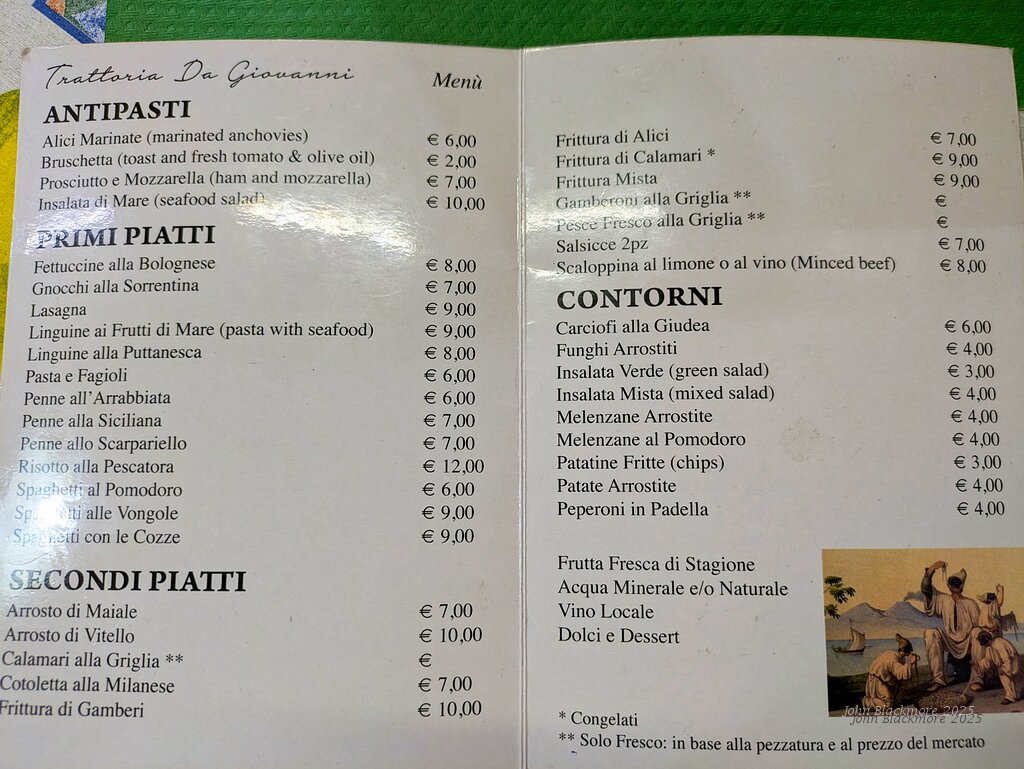 Trattoria Da Giovanni
Menù
ANTIPASTI
Alici Marinate (marinated anchovies) € 6,00
Bruschetta (toast and fresh tomato & olive oil) € 2,00
Prosciutto e Mozzarella (ham and mozzarella) € 7,00
Insalata di Mare (seafood salad) € 10,00
PRIMI PIATTI
Fettuccine alla Bolognese € 8,00
Gnocchi alla Sorrentina € 7,00
Lasagna € 9,00
Linguine ai Frutti di Mare (pasta with seafood) € 9,00
Linguine alla Puttanesca € 8,00
Pasta e Fagioli € 6,00
Penne all'Arrabbiata € 6,00
Penne alla Siciliana € 7,00
Penne allo Scarpariello € 7,00
Risotto alla Pescatora € 12,00
Spaghetti al Pomodoro € 6,00
Spaghetti alle Vongole € 9,00
Spaghetti con le Cozze € 9,00
SECONDI PIATTI
Arrosto di Maiale € 7,00
Arrosto di Vitello € 10,00
Calamari alla Griglia ** €
Cotoletta alla Milanese € 7,00
Frittura di Gamberi € 10,00
Frittura di Alici € 7,00
Frittura di Calamari * € 9,00
Frittura Mista € 9,00
Gamberoni alla Griglia ** €
Pesce Fresco alla Griglia ** €
Salsicce 2pz € 7,00
Scaloppina al limone o al vino (Minced beef) € 8,00
CONTORNI
Carciofi alla Giudea € 6,00
Funghi Arrostiti € 4,00
Insalata Verde (green salad) € 3,00
Insalata Mista (mixed salad) € 4,00
Melenzane Arrostite € 4,00
Melenzane al Pomodoro € 4,00
Patatine Fritte (chips) € 3,00
Patate Arrostite € 4,00
Peperoni in Padella € 4,00
Frutta Fresca di Stagione
Acqua Minerale e/o Naturale
Vino Locale
Dolci e Dessert
* Congelati
** Solo Fresco: in base alla pezzatura e al prezzo del mercato
John Blackmore 2025
John Blackmore 2025